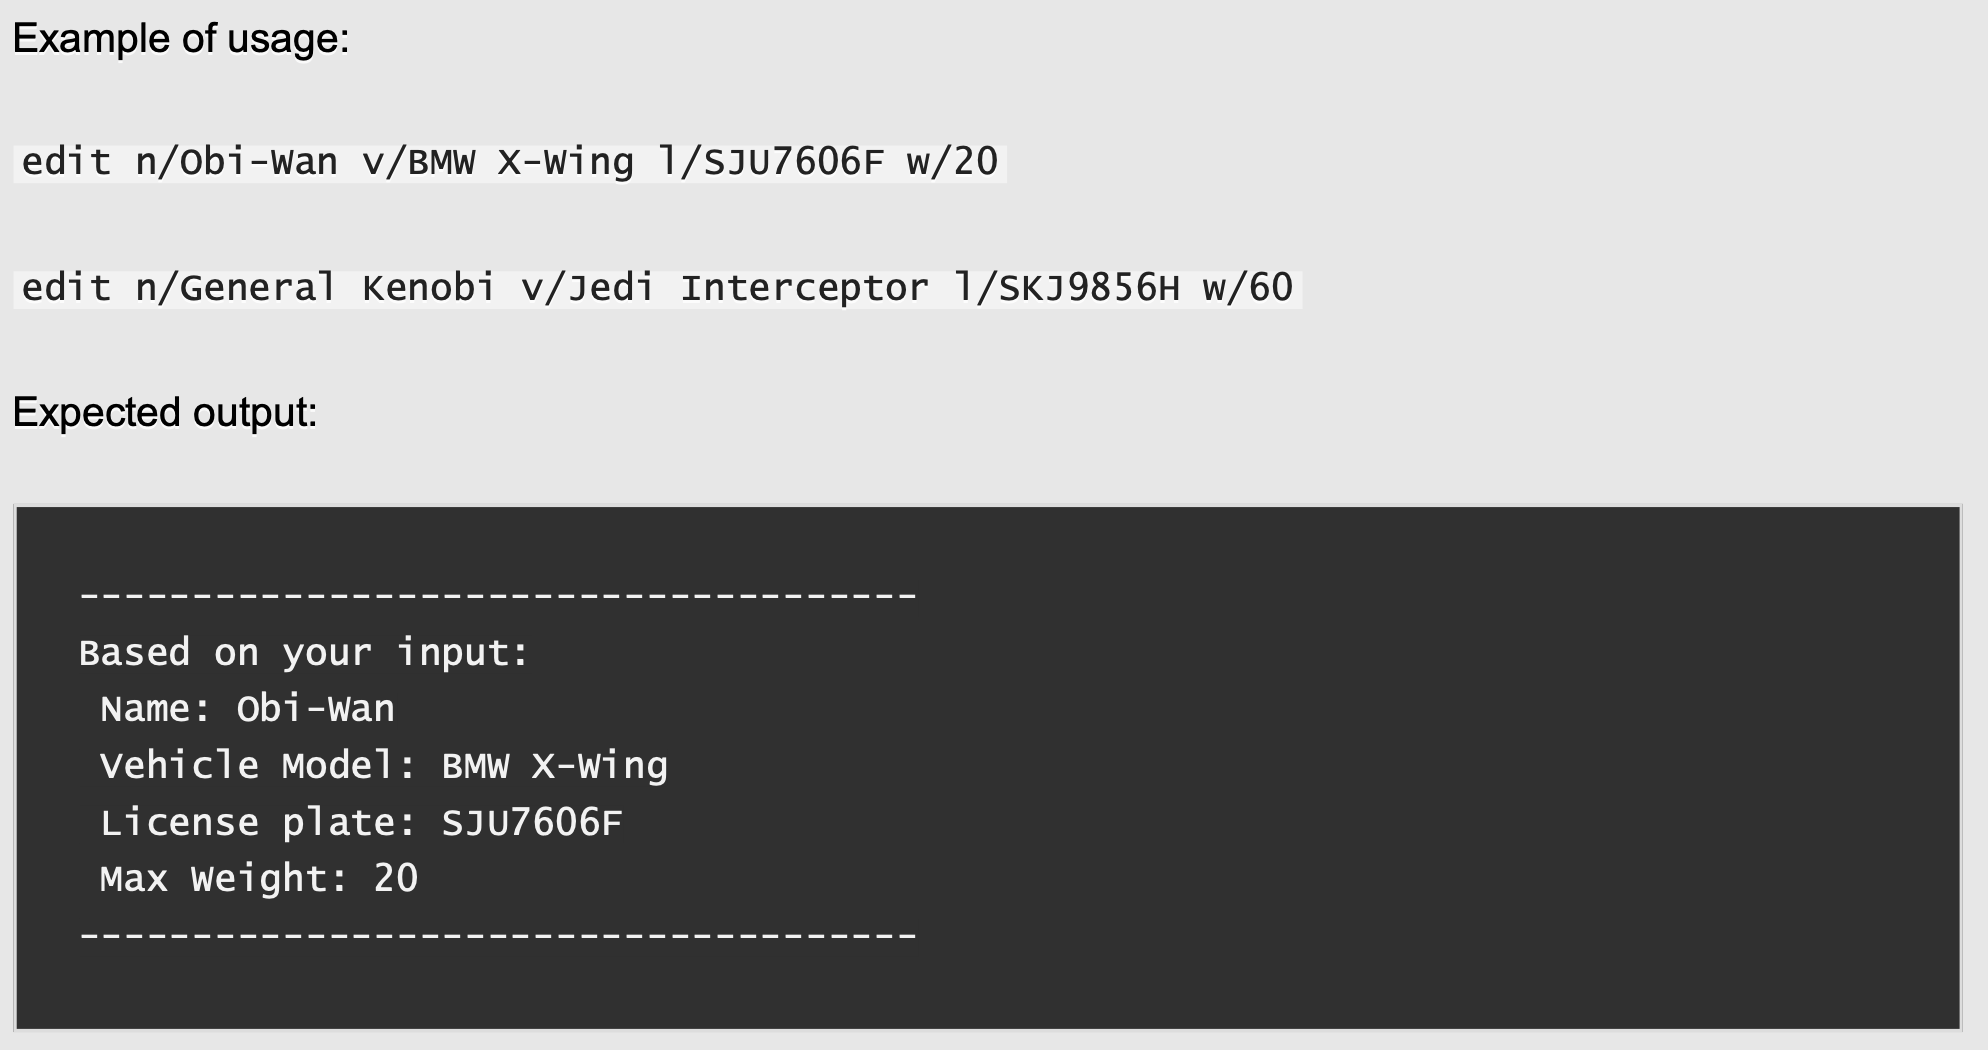 Example of usage:
edit n/Obi-Wan v/BMW X-Wing l/SJU7606F w/20
edit n/General Kenobi v/Jedi Interceptor l/SKJ9856H w/60
Expected output:
-------------------------------------
Based on your input:
Name: Obi-Wan
Vehicle Model: BMW X-Wing
License plate: SJU7606F
Max Weight: 20
-------------------------------------